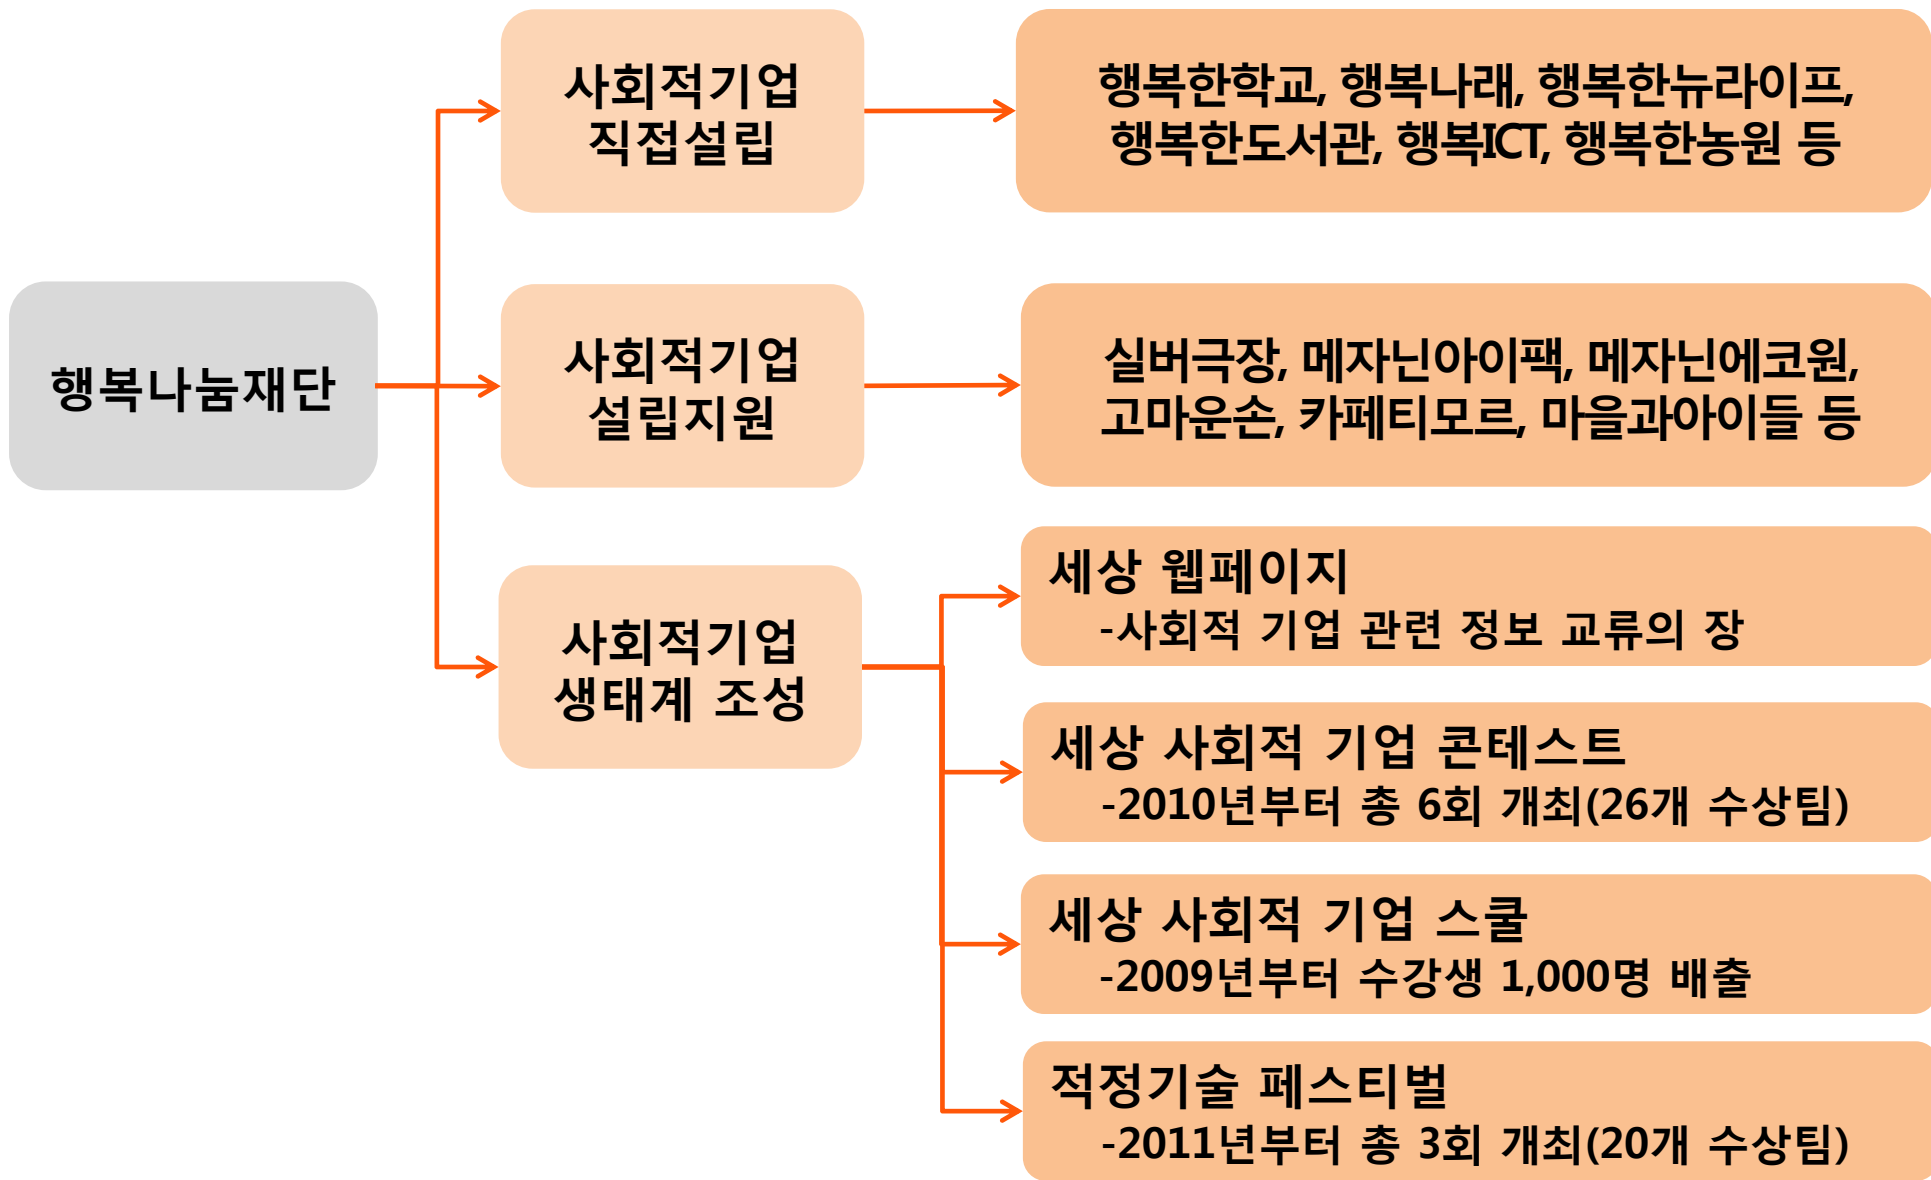 행복나눔재단
사회적기업
직접설립
행복한학교, 행복나래, 행복한뉴라이프,
행복한도서관, 행복ICT, 행복한농원 등
사회적기업
설립지원
실버극장, 메자닌아이팩, 메자닌에코원,
고마운손, 카페티모르, 마을과아이들 등
사회적기업
생태계 조성
세상 웹페이지
-사회적 기업 관련 정보 교류의 장
세상 사회적 기업 콘테스트
-2010년부터 총 6회 개최(26개 수상팀)
세상 사회적 기업 스쿨
-2009년부터 수강생 1,000명 배출
적정기술 페스티벌
-2011년부터 총 3회 개최(20개 수상팀)